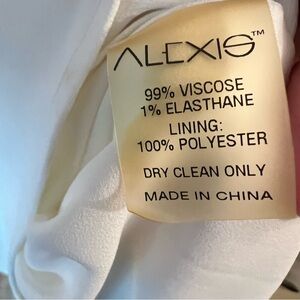 ALEXIS™
99% VISCOSE
1% ELASTHANE
LINING:
100% POLYESTER
DRY CLEAN ONLY
MADE IN CHINA